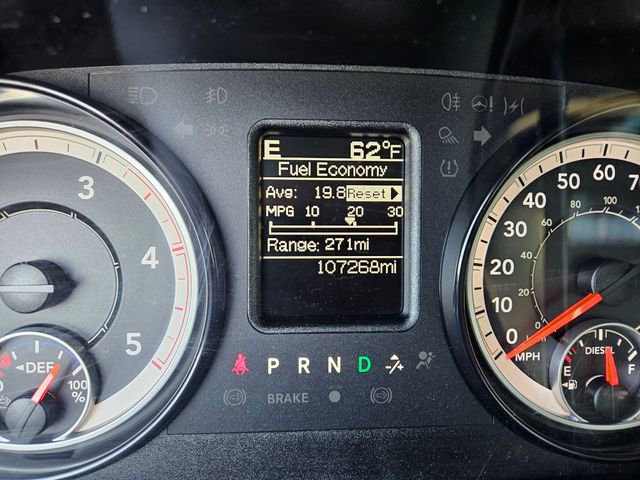 E 62°F
Fuel Economy
Avg: 19.8 Reset
MPG 10 20 30
Range: 271mi
107268mi
P R N D
BRAKE
3
4
5
DEF
100
%
0
10
20
30
40
50
60
70
MPH
DIESEL
E F